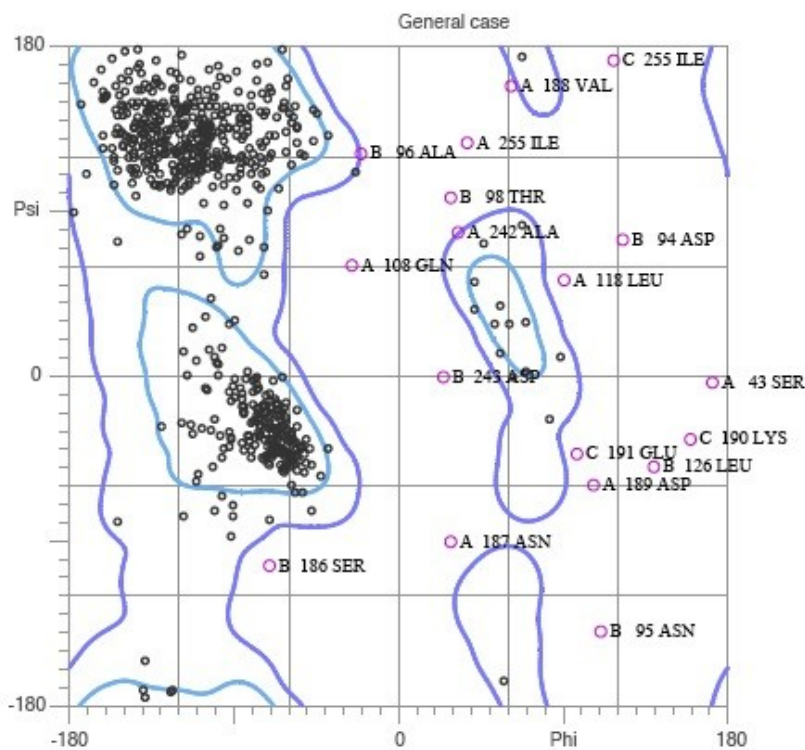 General case
180
C 255 ILE
A 188 VAL
A 255 ILE
B 96 ALA
B 98 THR
Psi
A 242 ALA
B 94 ASP
A 108 GLN
A 118 LEU
0
B 243 ASP
A 43 SER
C 190 LYS
C 191 GLU
B 126 LEU
A 189 ASP
A 187 ASN
B 186 SER
B 95 ASN
-180
-180 0 Phi 180